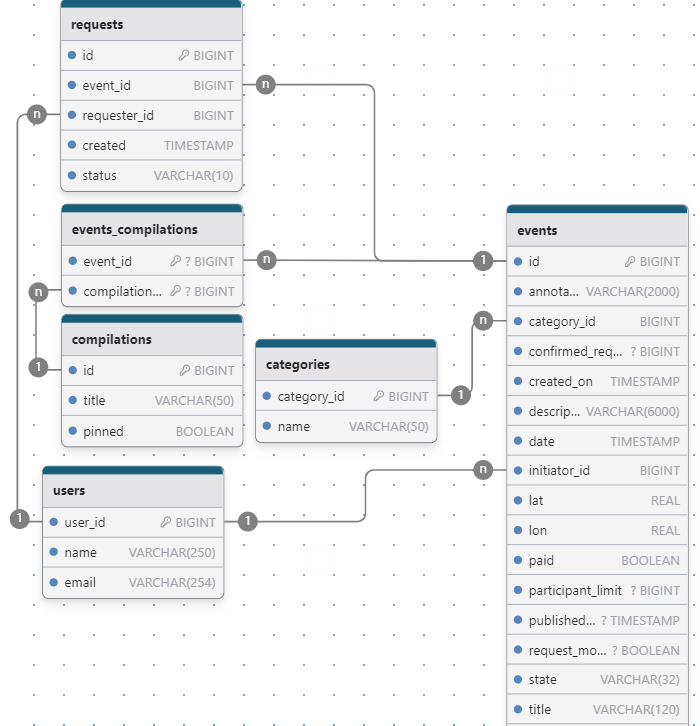 requests
id BIGINT
event_id BIGINT
requester_id BIGINT
created TIMESTAMP
status VARCHAR(10)
n
n
events_compilations
event_id ? BIGINT
compilation... ? BIGINT
n
n
compilations
id BIGINT
title VARCHAR(50)
pinned BOOLEAN
1
categories
category_id BIGINT
name VARCHAR(50)
1
users
user_id BIGINT
name VARCHAR(250)
email VARCHAR(254)
1
1
events
id BIGINT
annota... VARCHAR(2000)
category_id BIGINT
confirmed_req... ? BIGINT
created_on TIMESTAMP
descrip... VARCHAR(6000)
date TIMESTAMP
initiator_id BIGINT
lat REAL
lon REAL
paid BOOLEAN
participant_limit ? BIGINT
published... ? TIMESTAMP
request_mo... ? BOOLEAN
state VARCHAR(32)
title VARCHAR(120)
1
n
n